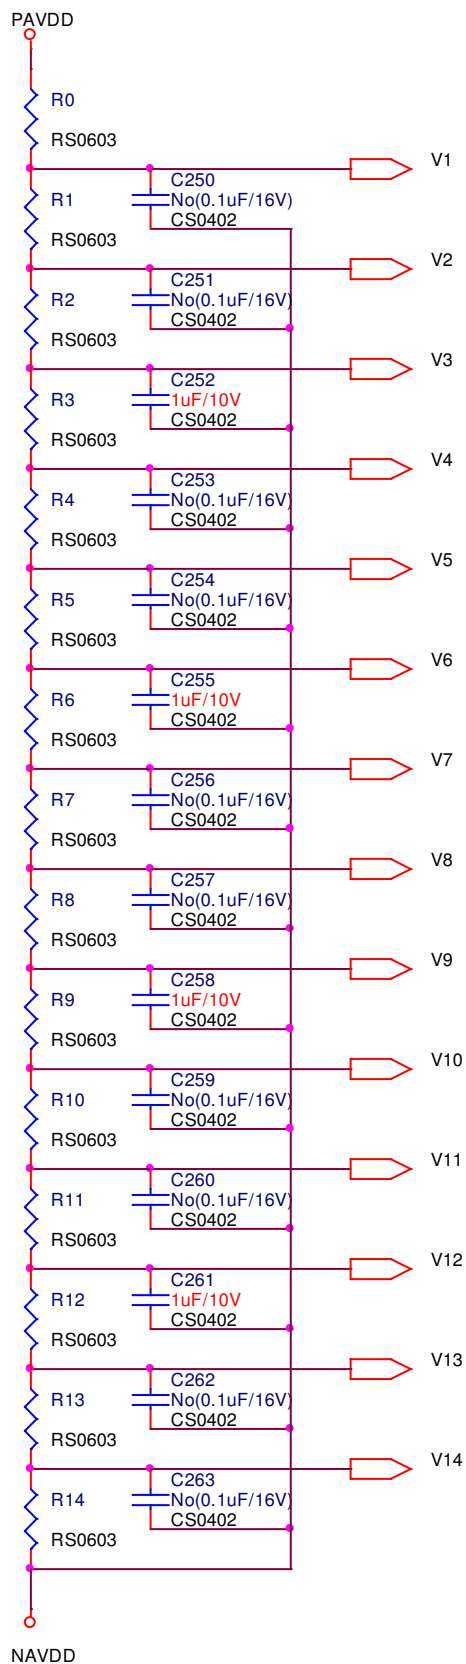 PAVDD
R0
RS0603
V1
C250
No(0.1uF/16V)
CS0402
R1
RS0603
V2
C251
No(0.1uF/16V)
CS0402
R2
RS0603
V3
C252
1uF/10V
CS0402
R3
RS0603
V4
C253
No(0.1uF/16V)
CS0402
R4
RS0603
V5
C254
No(0.1uF/16V)
CS0402
R5
RS0603
V6
C255
1uF/10V
CS0402
R6
RS0603
V7
C256
No(0.1uF/16V)
CS0402
R7
RS0603
V8
C257
No(0.1uF/16V)
CS0402
R8
RS0603
V9
C258
1uF/10V
CS0402
R9
RS0603
V10
C259
No(0.1uF/16V)
CS0402
R10
RS0603
V11
C260
No(0.1uF/16V)
CS0402
R11
RS0603
V12
C261
1uF/10V
CS0402
R12
RS0603
V13
C262
No(0.1uF/16V)
CS0402
R13
RS0603
V14
C263
No(0.1uF/16V)
CS0402
R14
RS0603
NAVDD